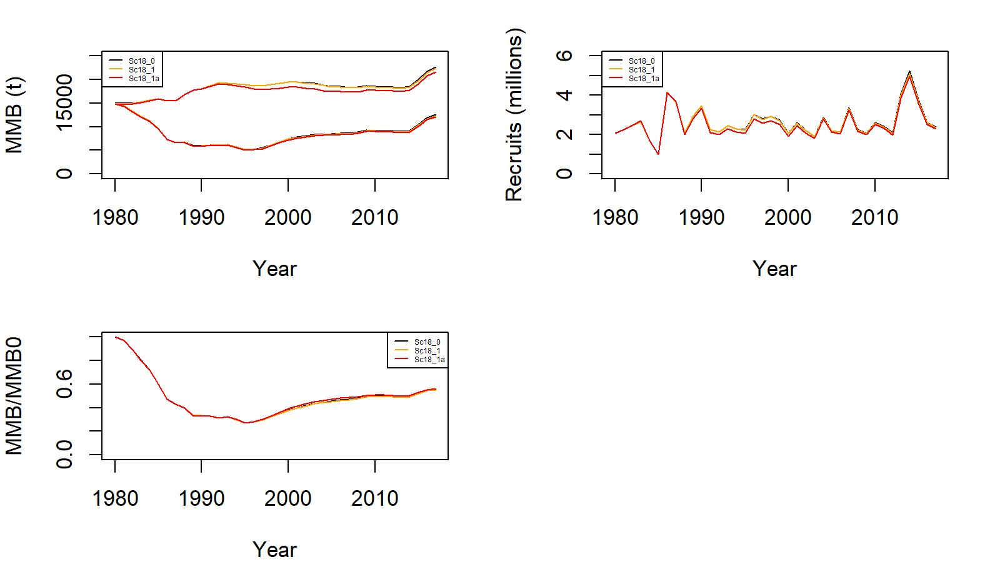 MMB (t)
15000
0
Sc18_0
Sc18_1
Sc18_1a
1980 1990 2000 2010
Year
Recruits (millions)
6
4
2
0
Sc18_0
Sc18_1
Sc18_1a
1980 1990 2000 2010
Year
MMB/MMB0
0.6
0.0
Sc18_0
Sc18_1
Sc18_1a
1980 1990 2000 2010
Year